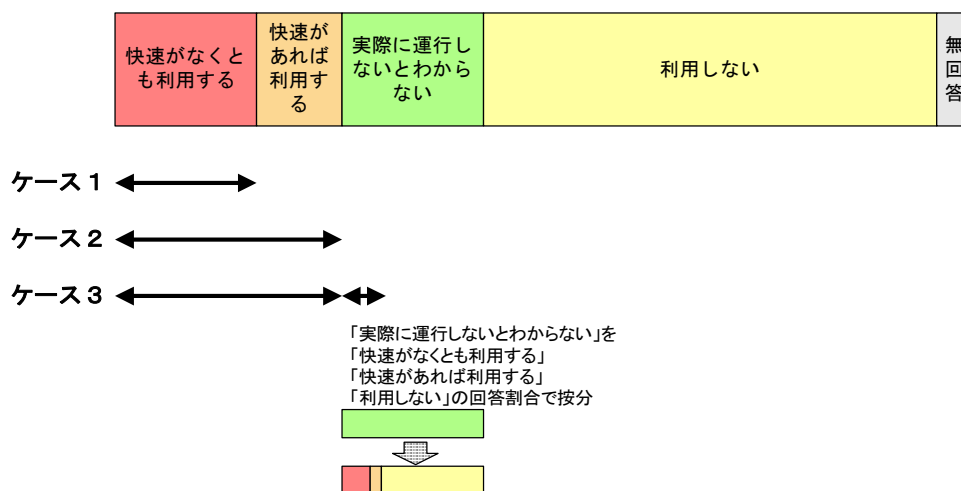 快速がなくと
も利用する
快速が
あれば
利用す
る
実際に運行し
ないとわから
ない
利用しない
無
回
答
ケース1
ケース2
ケース3
「実際に運行しないとわからない」を
「快速がなくとも利用する」
「快速があれば利用する」
「利用しない」の回答割合で按分